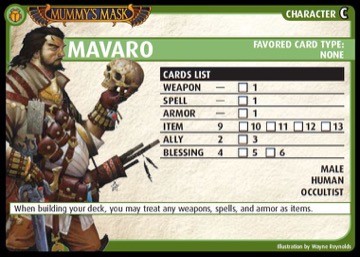 MUMMY'S MASK
CHARACTER C
MAVARO
FAVORED CARD TYPE:
NONE
CARDS LIST
WEAPON — 1
SPELL — 1
ARMOR — 1
ITEM 9 10 11 12 13
ALLY 2 3
BLESSING 4 5 6
MALE
HUMAN
OCCULTIST
When building your deck, you may treat any weapons, spells, and armor as items.
Illustration by Wayne Reynolds